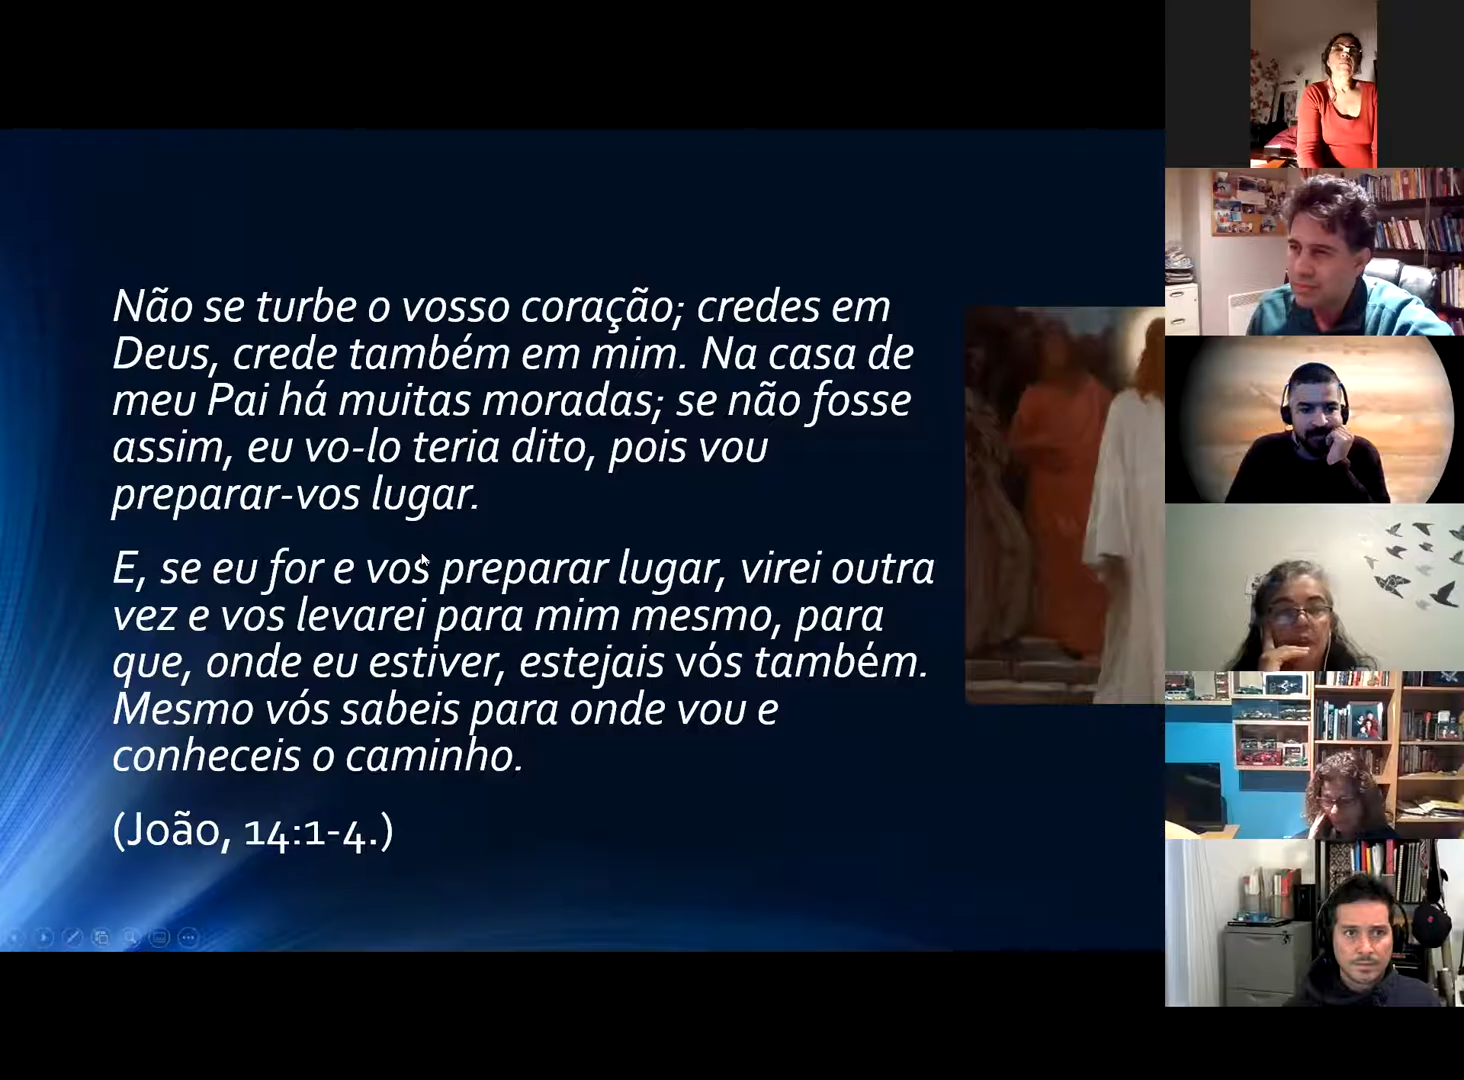 Não se turbe o vosso coração; credes em
Deus, crede também em mim. Na casa de
meu Pai há muitas moradas; se não fosse
assim, eu vo-lo teria dito, pois vou
preparar-vos lugar.
E, se eu for e vos preparar lugar, virei outra
vez e vos levarei para mim mesmo, para
que, onde eu estiver, estejais vós também.
Mesmo vós sabeis para onde vou e
conheceis o caminho.
(João, 14:1-4.)